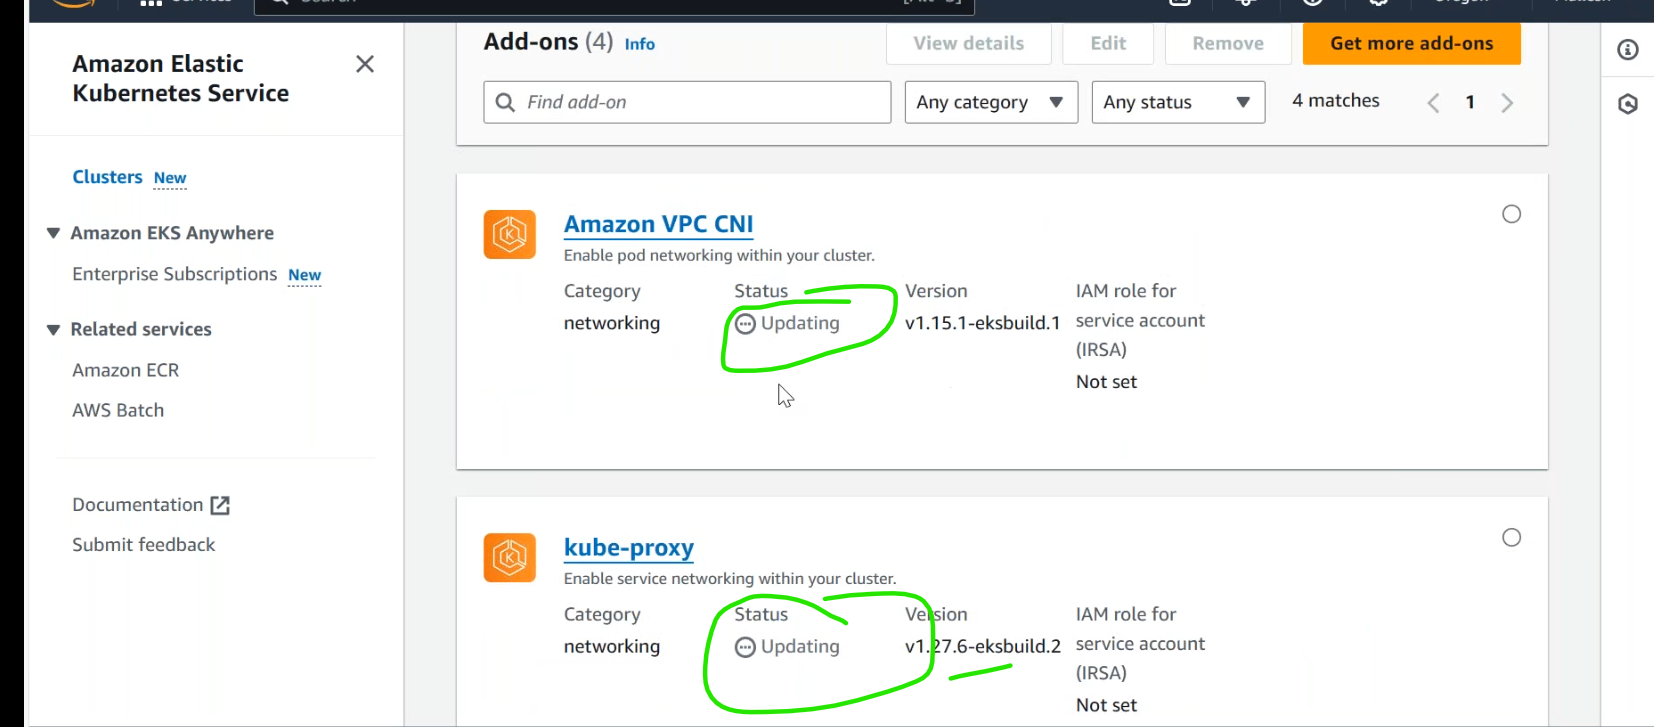 Amazon Elastic
Kubernetes Service
Clusters New
Amazon EKS Anywhere
Enterprise Subscriptions New
Related services
Amazon ECR
AWS Batch
Documentation
Submit feedback
Add-ons (4) Info
View details
Edit
Remove
Get more add-ons
Find add-on
Any category
Any status
4 matches
1
Amazon VPC CNI
Enable pod networking within your cluster.
Category
networking
Status
Updating
Version
v1.15.1-eksbuild.1
IAM role for
service account
(IRSA)
Not set
kube-proxy
Enable service networking within your cluster.
Category
networking
Status
Updating
Version
v1.27.6-eksbuild.2
IAM role for
service account
(IRSA)
Not set